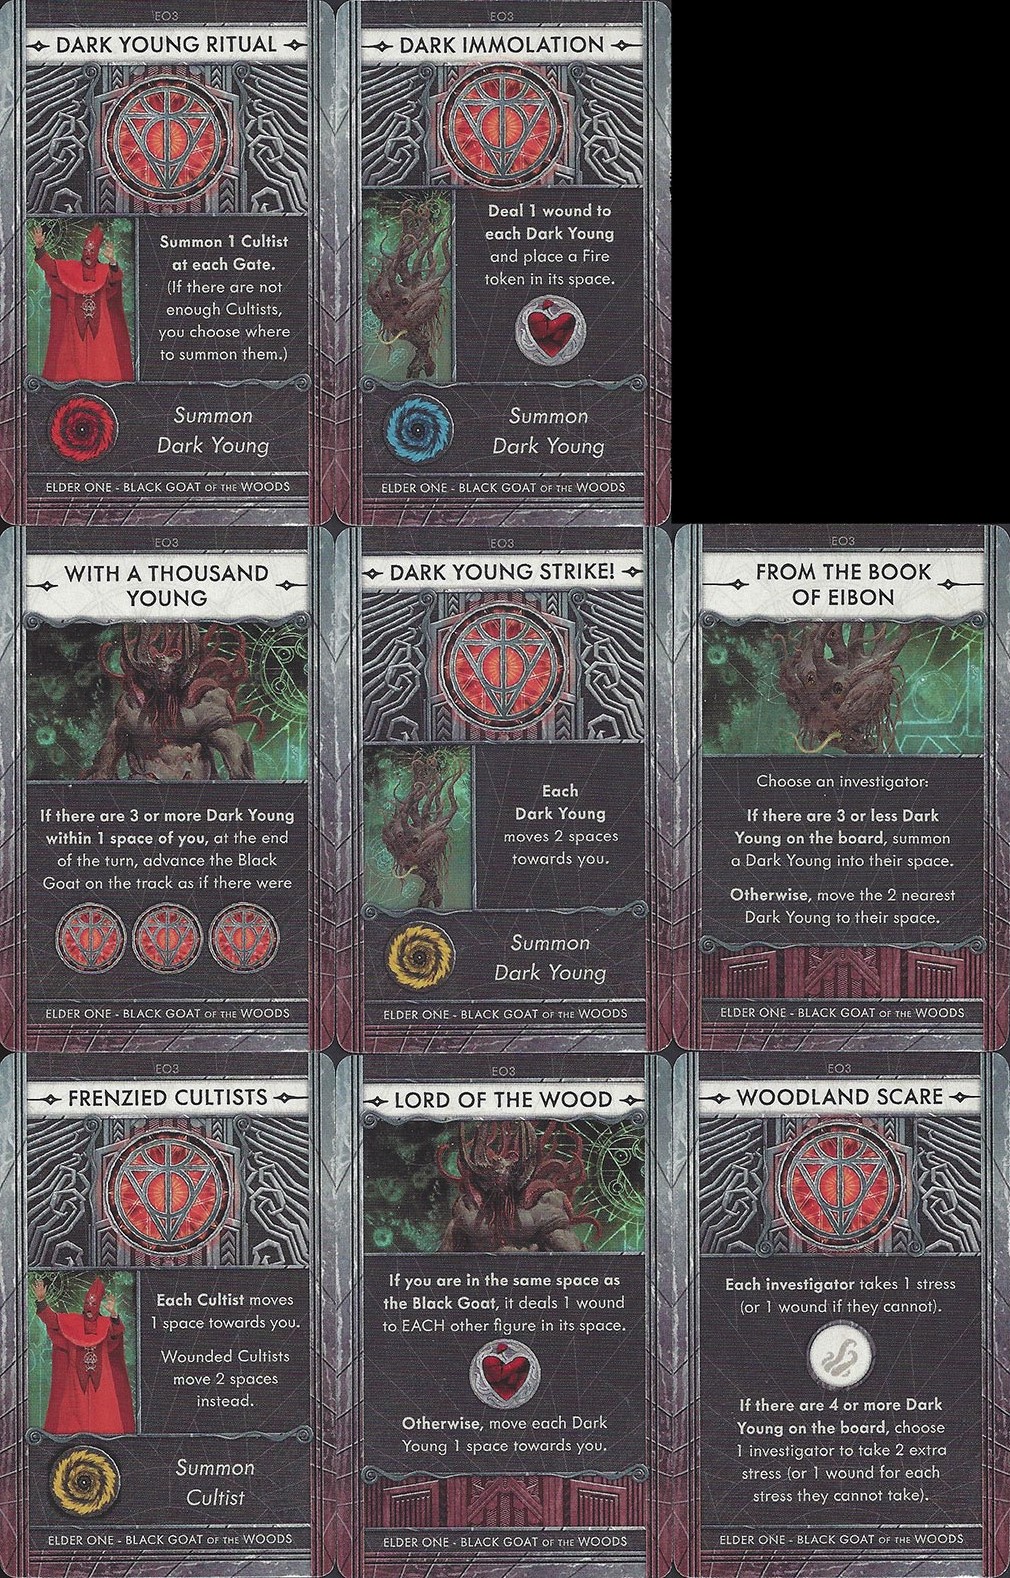 EO3
DARK YOUNG RITUAL
Summon 1 Cultist
at each Gate.
(If there are not
enough Cultists,
you choose where
to summon them.)
Summon
Dark Young
ELDER ONE - BLACK GOAT OF THE WOODS
EO3
DARK IMMOLATION
Deal 1 wound to
each Dark Young
and place a Fire
token in its space.
Summon
Dark Young
ELDER ONE - BLACK GOAT OF THE WOODS
EO3
WITH A THOUSAND
YOUNG
If there are 3 or more Dark Young
within 1 space of you, at the end
of the turn, advance the Black
Goat on the track as if there were
ELDER ONE - BLACK GOAT OF THE WOODS
EO3
DARK YOUNG STRIKE!
Each
Dark Young
moves 2 spaces
towards you.
Summon
Dark Young
ELDER ONE - BLACK GOAT OF THE WOODS
EO3
FROM THE BOOK
OF EIBON
Choose an investigator:
If there are 3 or less Dark
Young on the board, summon
a Dark Young into their space.
Otherwise, move the 2 nearest
Dark Young to their space.
ELDER ONE - BLACK GOAT OF THE WOODS
EO3
FRENZIED CULTISTS
Each Cultist moves
1 space towards you.
Wounded Cultists
move 2 spaces
instead.
Summon
Cultist
ELDER ONE - BLACK GOAT OF THE WOODS
EO3
LORD OF THE WOOD
If you are in the same space as
the Black Goat, it deals 1 wound
to EACH other figure in its space.
Otherwise, move each Dark
Young 1 space towards you.
ELDER ONE - BLACK GOAT OF THE WOODS
EO3
WOODLAND SCARE
Each investigator takes 1 stress
(or 1 wound if they cannot).
If there are 4 or more Dark
Young on the board, choose
1 investigator to take 2 extra
stress (or 1 wound for each
stress they cannot take).
ELDER ONE - BLACK GOAT OF THE WOODS